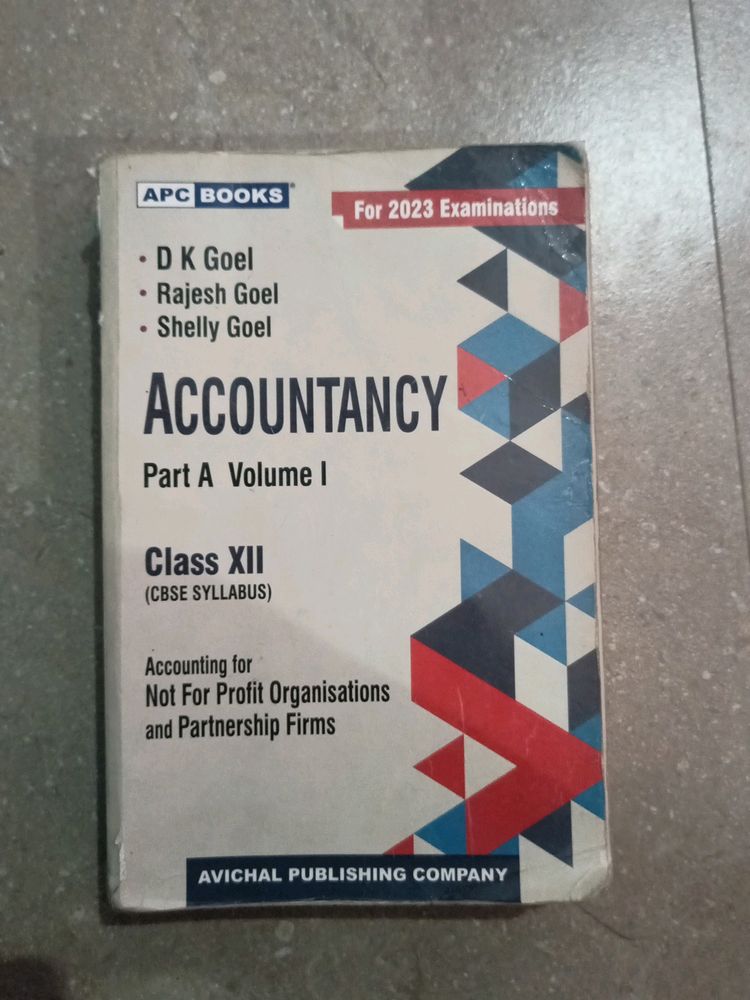 APC BOOKS
For 2023 Examinations
• D K Goel
• Rajesh Goel
• Shelly Goel
ACCOUNTANCY
Part A Volume I
Class XII
(CBSE SYLLABUS)
Accounting for
Not For Profit Organisations
and Partnership Firms
AVICHAL PUBLISHING COMPANY